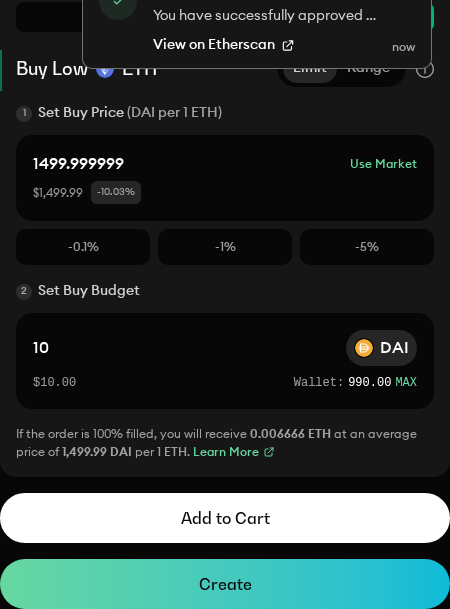 You have successfully approved ...
View on Etherscan
now
Buy Low ETH
Limit Range
1 Set Buy Price (DAI per 1 ETH)
1499.999999
Use Market
$1,499.99 -10.03%
-0.1% -1% -5%
2 Set Buy Budget
10
DAI
$10.00
Wallet: 990.00 MAX
If the order is 100% filled, you will receive 0.006666 ETH at an average
price of 1,499.99 DAI per 1 ETH. Learn More
Add to Cart
Create